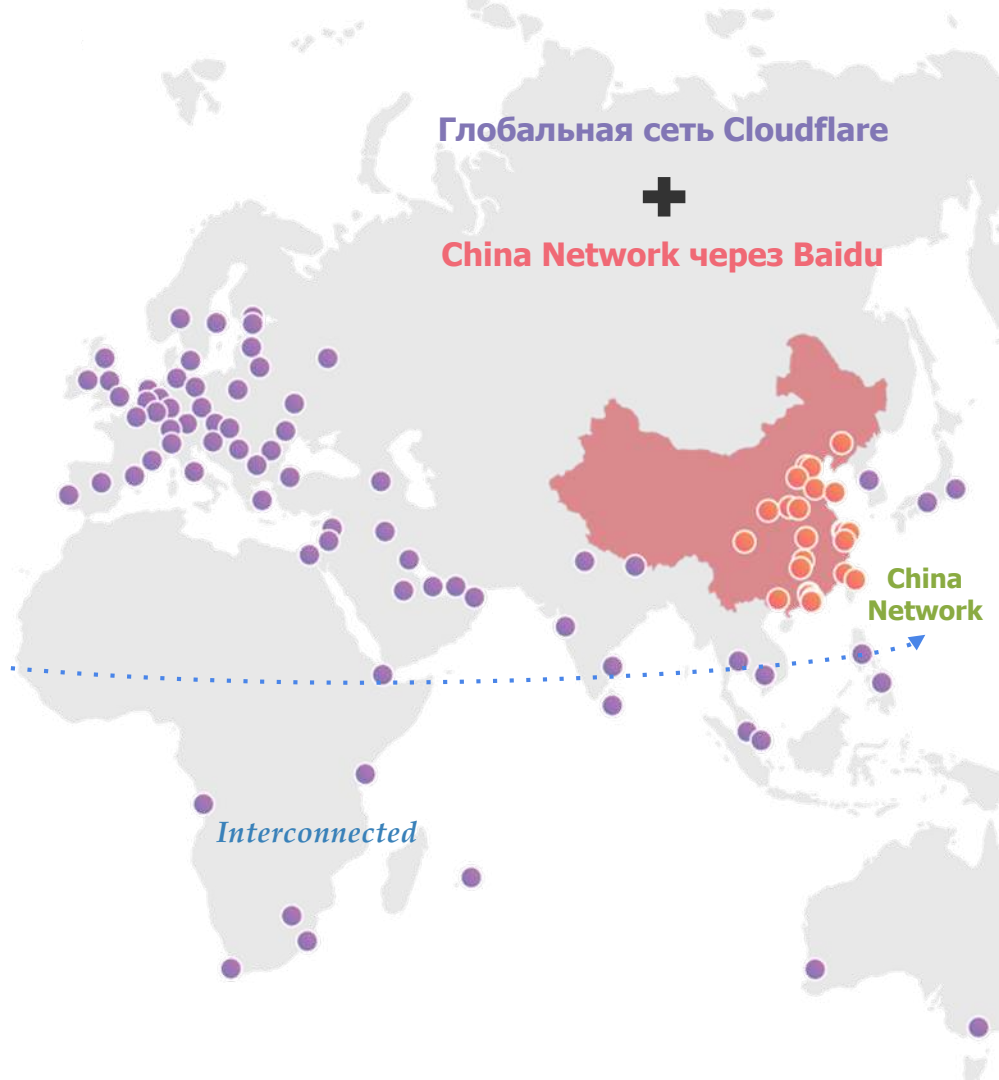 Глобальная сеть Cloudflare
+
China Network через Baidu
China
Network
Interconnected